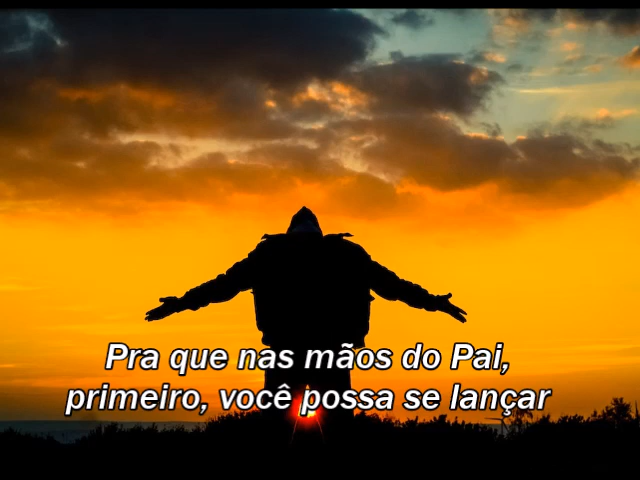 Pra que nas mãos do Pai,
primeiro, você possa se lançar